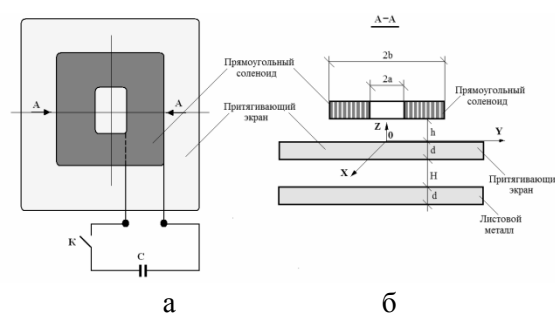 А-А
2b
2a
Прямоугольный
соленоид
Притягивающий
экран
А
А
К
С
Прямоугольный
соленоид
Z
0
h
Y
d
X
H
d
Притягивающи
экран
Листовой
металл
а
б